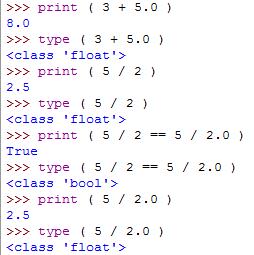 >>> print ( 3 + 5.0 )
8.0
>>> type ( 3 + 5.0 )
<class 'float'>
>>> print ( 5 / 2 )
2.5
>>> type ( 5 / 2 )
<class 'float'>
>>> print ( 5 / 2 == 5 / 2.0 )
True
>>> type ( 5 / 2 == 5 / 2.0 )
<class 'bool'>
>>> print ( 5 / 2.0 )
2.5
>>> type ( 5 / 2.0 )
<class 'float'>